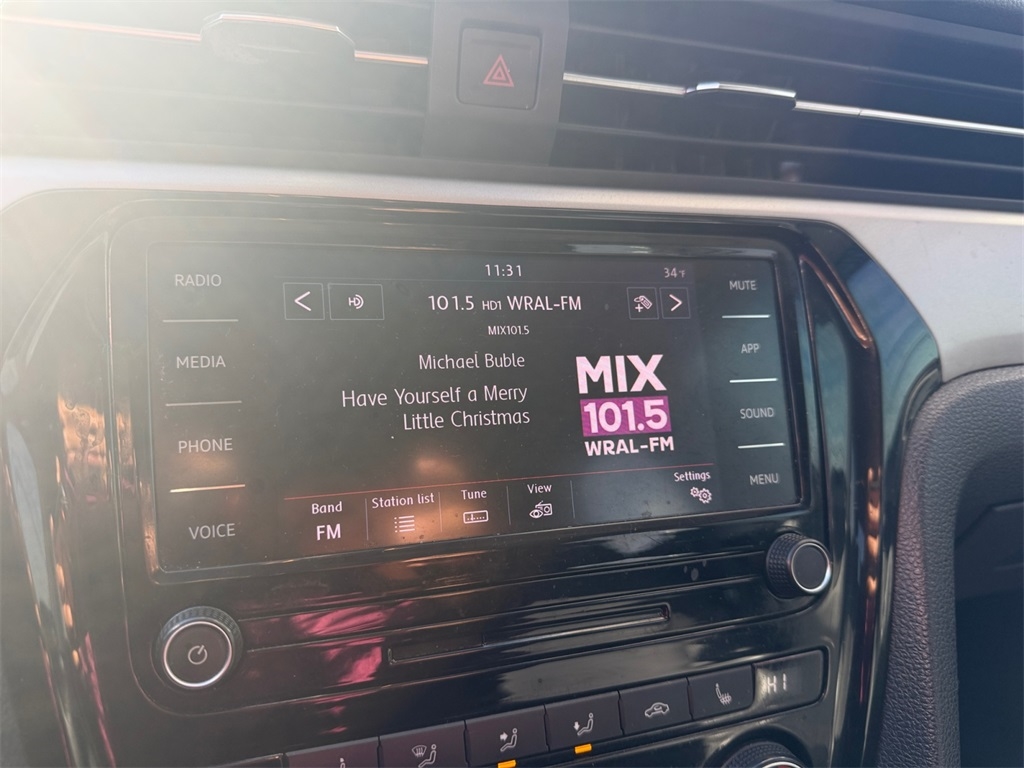 11:31
34°F
RADIO
101.5 HD1 WRAL-FM
MUTE
MIX101.5
MEDIA
Michael Buble
APP
Have Yourself a Merry
Little Christmas
MIX
101.5
WRAL-FM
SOUND
PHONE
MENU
Band
FM
Station list
Tune
View
Settings
VOICE
HI